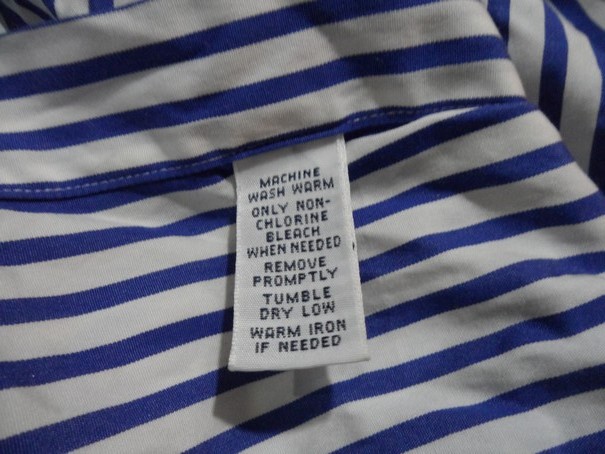 MACHINE
WASH WARM
ONLY NON-
CHLORINE
BLEACH
WHEN NEEDED
REMOVE
PROMPTLY
TUMBLE
DRY LOW
WARM IRON
IF NEEDED